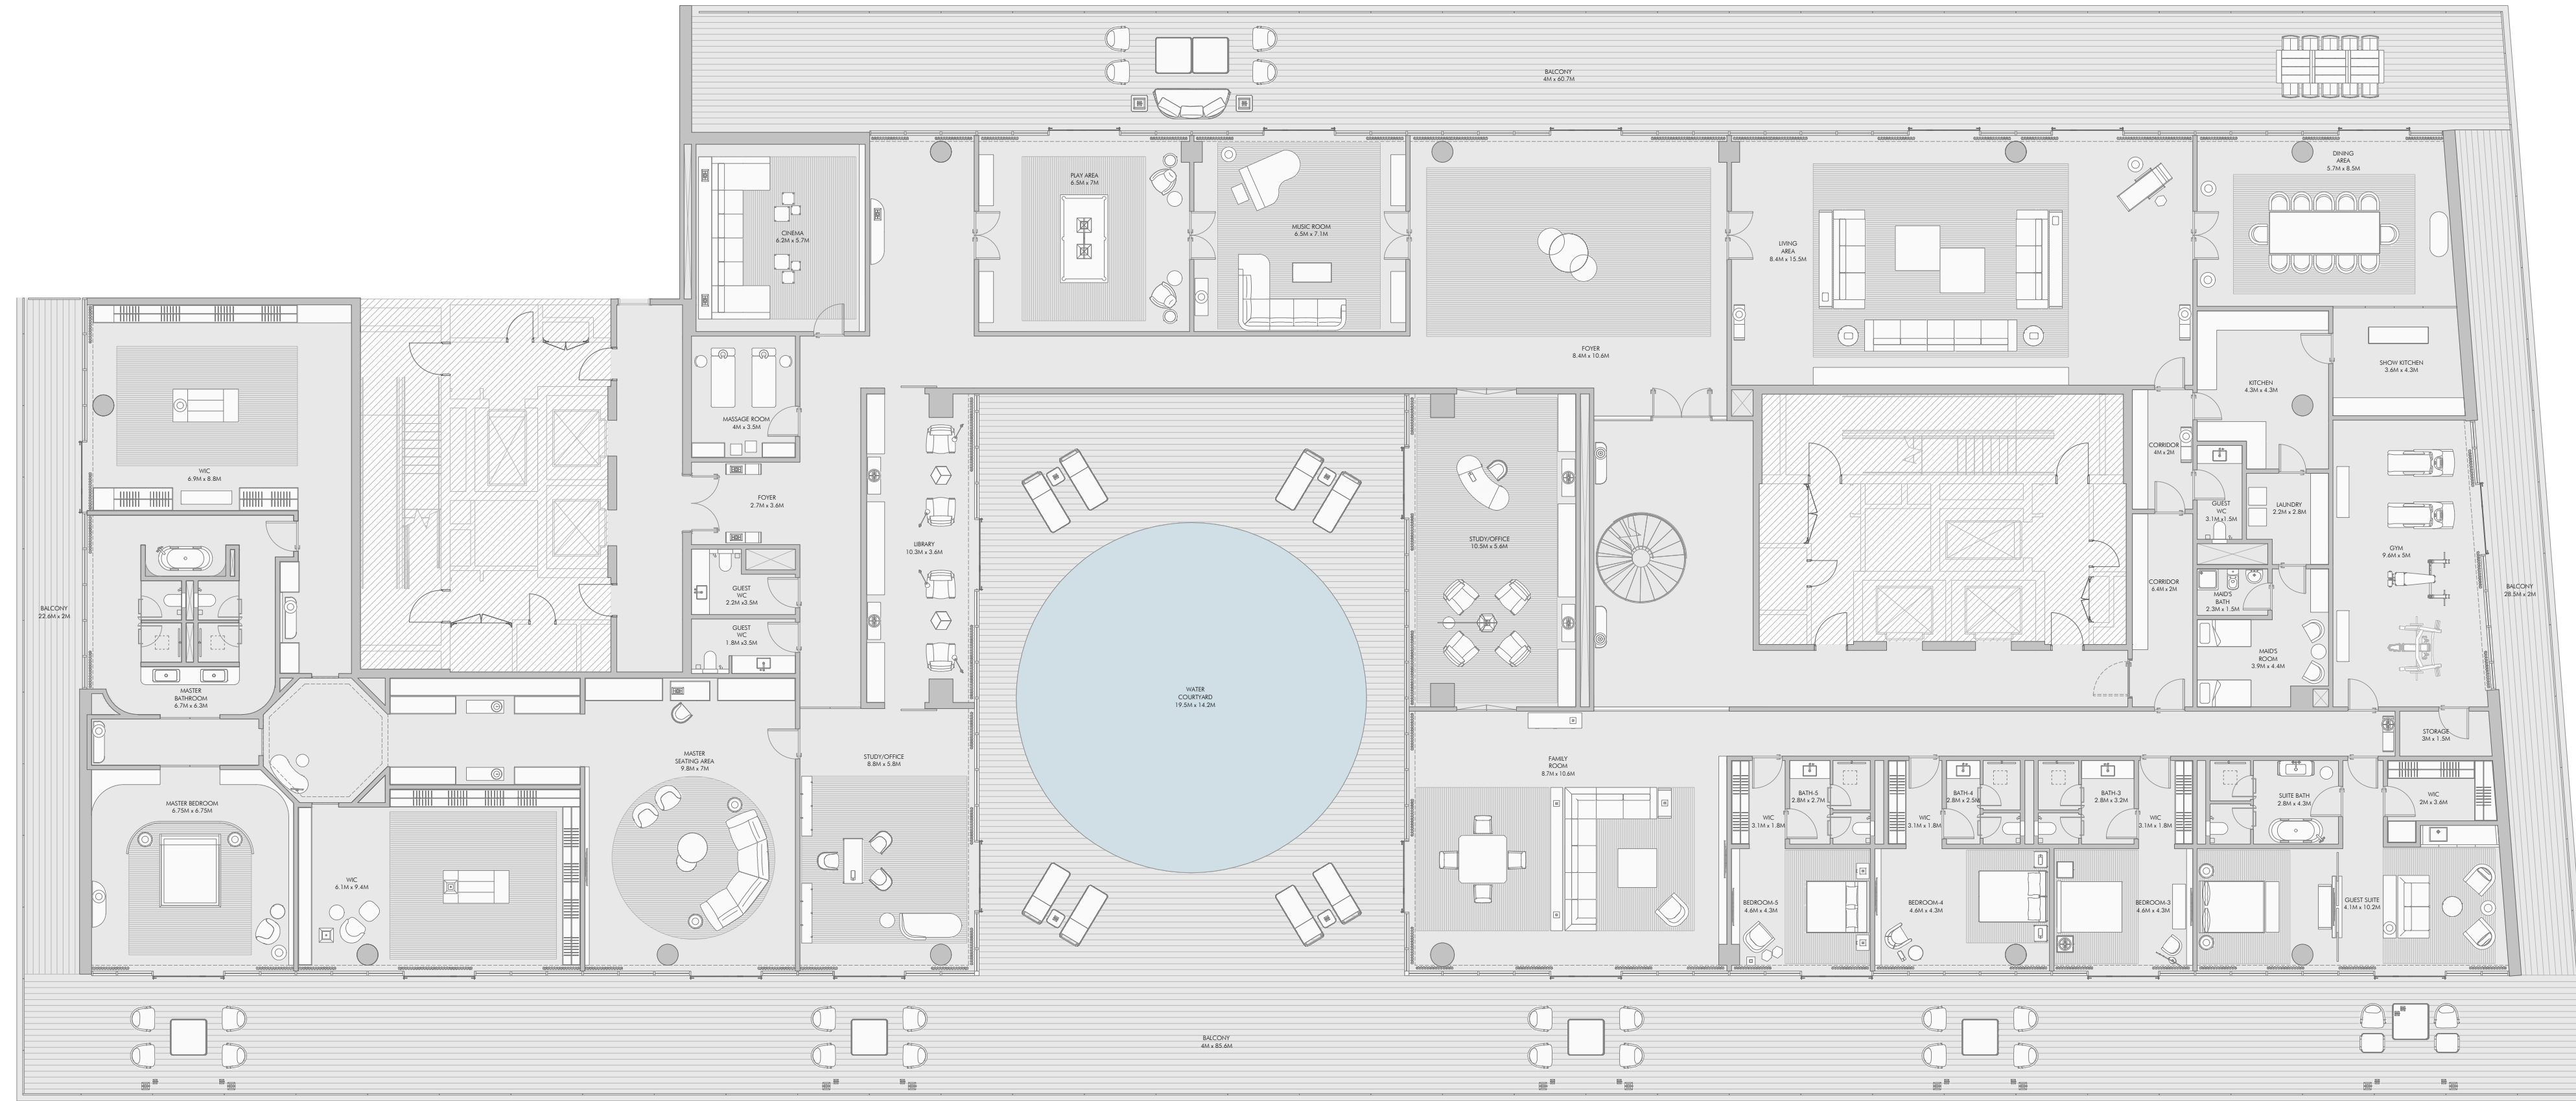 BALCONY
4M x 60.7M
DINING
AREA
5.7M x 8.5M
PLAY AREA
6.5M x 7M
CINEMA
6.2M x 5.7M
MUSIC ROOM
6.5M x 7.1M
LIVING
AREA
8.4M x 15.5M
FOYER
8.4M x 10.6M
SHOW KITCHEN
3.6M x 4.3M
KITCHEN
4.3M x 4.3M
MASSAGE ROOM
4M x 3.5M
CORRIDOR
4M x 2M
WIC
6.9M x 8.8M
FOYER
2.7M x 3.6M
GUEST
WC
3.1M x1.5M
LAUNDRY
2.2M x 2.8M
LIBRARY
10.3M x 3.6M
STUDY/OFFICE
10.5M x 5.6M
GYM
9.6M x 5M
GUEST
WC
2.2M x3.5M
CORRIDOR
6.4M x 2M
BALCONY
28.5M x 2M
MAID'S
BATH
2.3M x 1.5M
BALCONY
22.6M x 2M
GUEST
WC
1.8M x3.5M
MAID'S
ROOM
3.9M x 4.4M
MASTER
BATHROOM
6.7M x 6.3M
WATER
COURTYARD
19.5M x 14.2M
STORAGE
3M x 1.5M
MASTER
SEATING AREA
9.8M x 7M
STUDY/OFFICE
8.8M x 5.8M
FAMILY
ROOM
8.7M x 10.6M
BATH-5
2.8M x 2.7M
BATH-4
2.8M x 2.5M
BATH-3
2.8M x 3.2M
SUITE BATH
2.8M x 4.3M
WIC
2M x 3.6M
MASTER BEDROOM
6.75M x 6.75M
WIC
3.1M x 1.8M
WIC
3.1M x 1.8M
WIC
3.1M x 1.8M
WIC
6.1M x 9.4M
BEDROOM-5
4.6M x 4.3M
BEDROOM-4
4.6M x 4.3M
BEDROOM-3
4.6M x 4.3M
GUEST SUITE
4.1M x 10.2M
BALCONY
4M x 85.6M